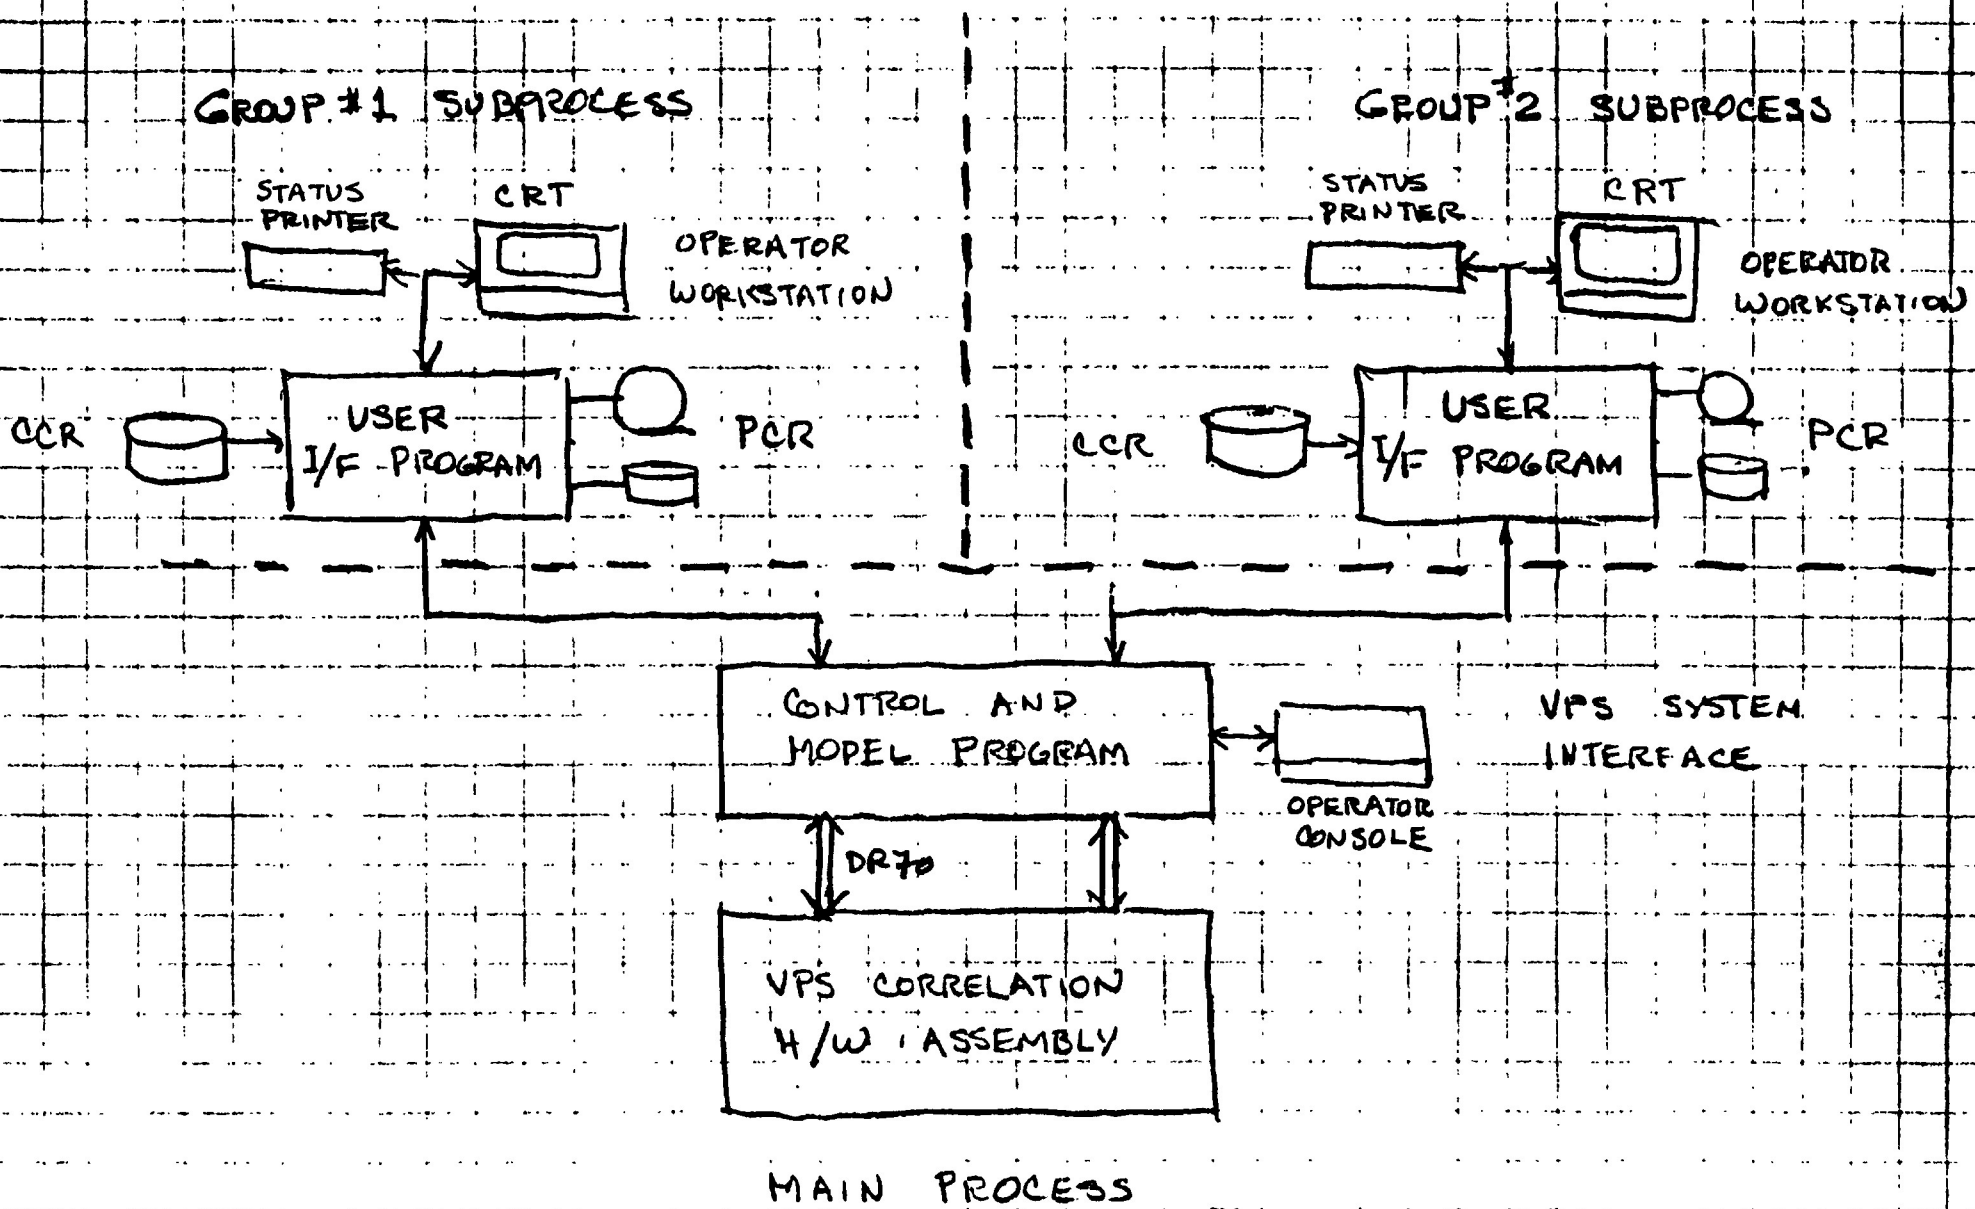 GROUP #1 SUBPROCESS
GROUP #2 SUBPROCESS
STATUS
PRINTER
CRT
OPERATOR
WORKSTATION
STATUS
PRINTER
CRT
OPERATOR
WORKSTATION
CCR
USER
I/F PROGRAM
PCR
CCR
USER
I/F PROGRAM
PCR
CONTROL AND
MODEL PROGRAM
OPERATOR
CONSOLE
VPS SYSTEM
INTERFACE
DR70
VPS CORRELATION
H/W ASSEMBLY
MAIN PROCESS